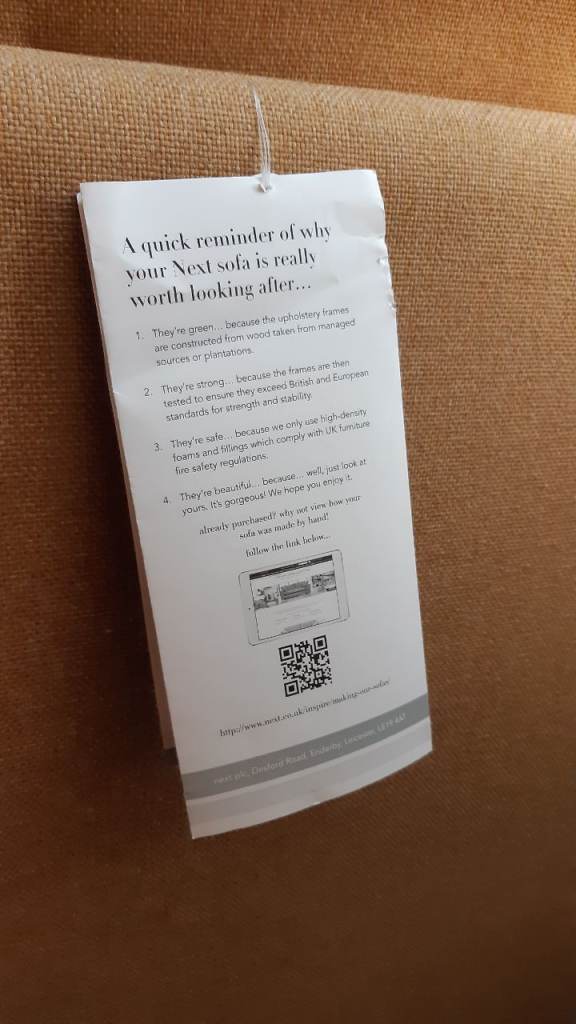 A quick reminder of why
your Next sofa is really
worth looking after...
1. They're green... because the upholstery frames
are constructed from wood taken from managed
sources or plantations.
2. They're strong... because the frames are then
tested to ensure they exceed British and European
standards for strength and stability.
3. They're safe... because we only use high-density
foams and fillings which comply with UK furniture
fire safety regulations.
4. They're beautiful... because... well, just look at
yours. It's gorgeous! We hope you enjoy it.
already purchased? why not view how your
sofa was made by hand!
follow the link below...
http://www.next.co.uk/inspire/making-our-sofas/
next plc, Desford Road, Enderby, Leicester, LE19 4AT